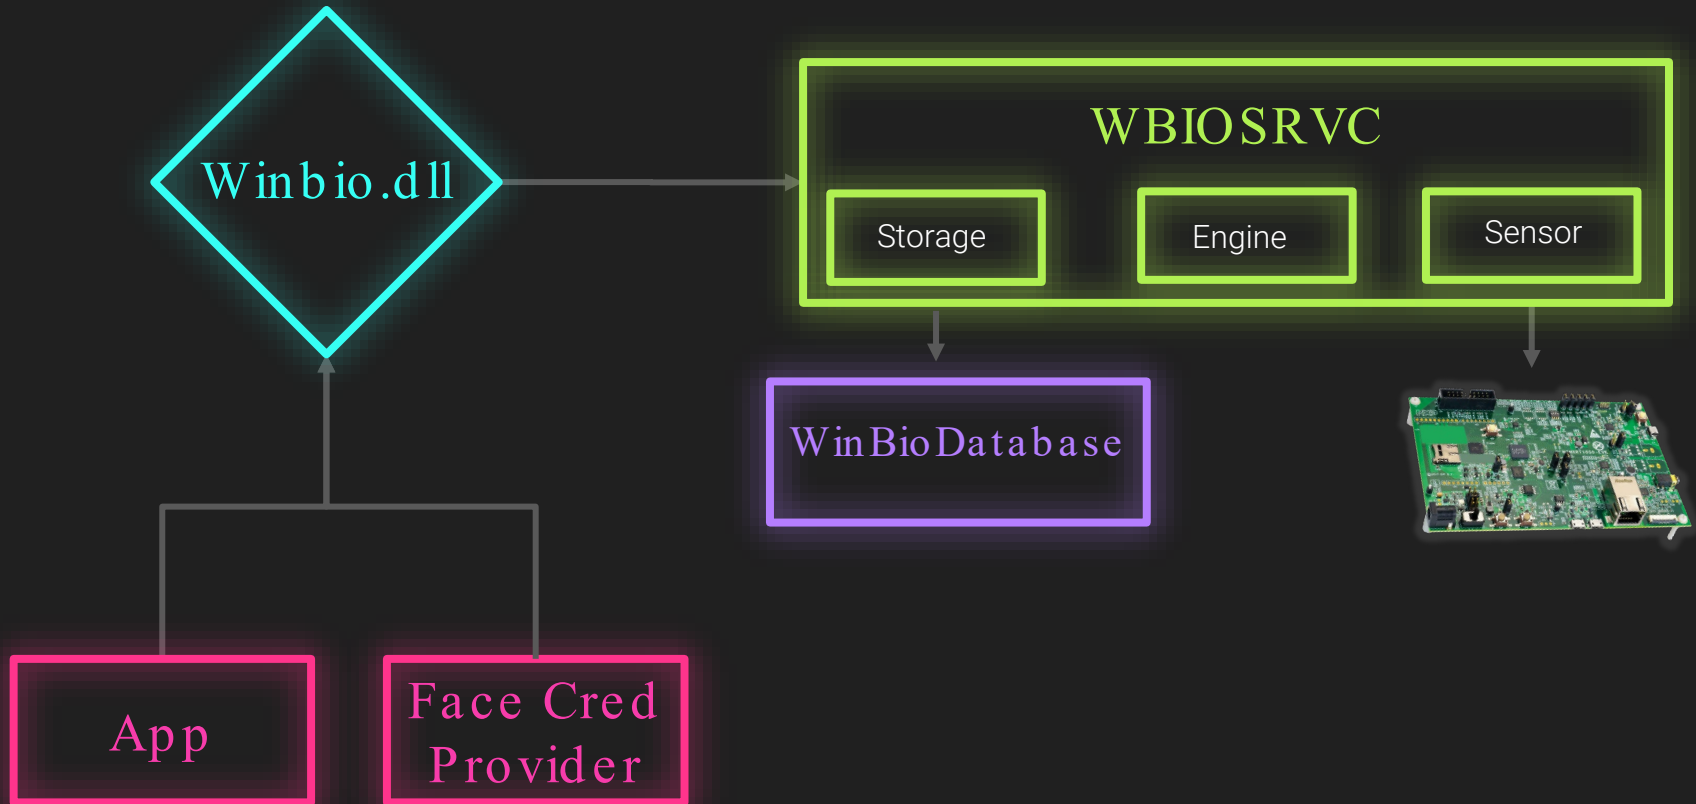 Winbio.dll
WBIOSRVC
Storage
Engine
Sensor
WinBioDatabase
App
Face Cred
Provider